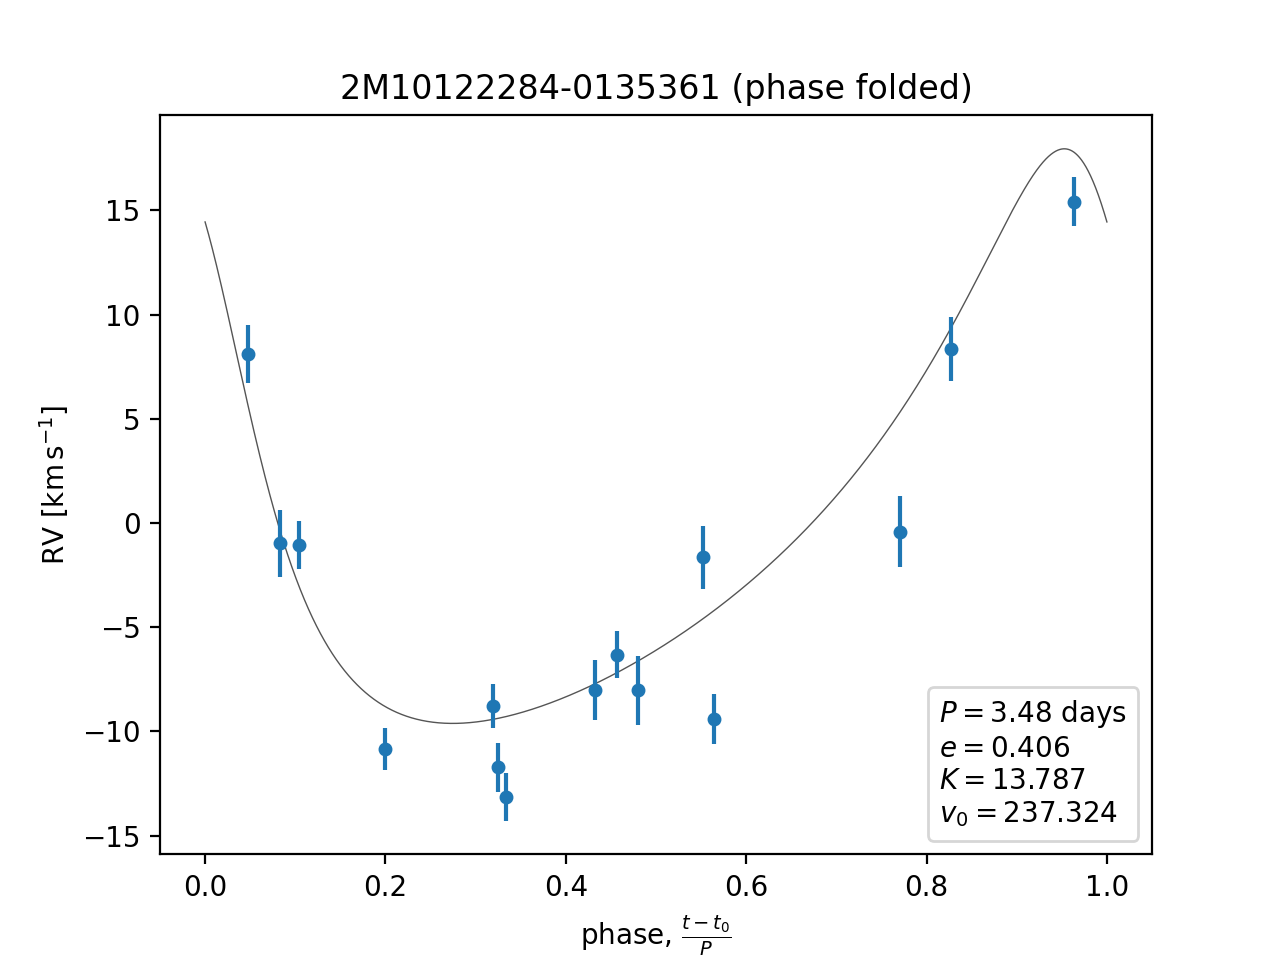 2M10122284-0135361 (phase folded)
RV [km s⁻¹]
15
10
5
0
−5
−10
−15
P = 3.48 days
e = 0.406
K = 13.787
v₀ = 237.324
0.0 0.2 0.4 0.6 0.8 1.0
phase, (t − t₀)/P